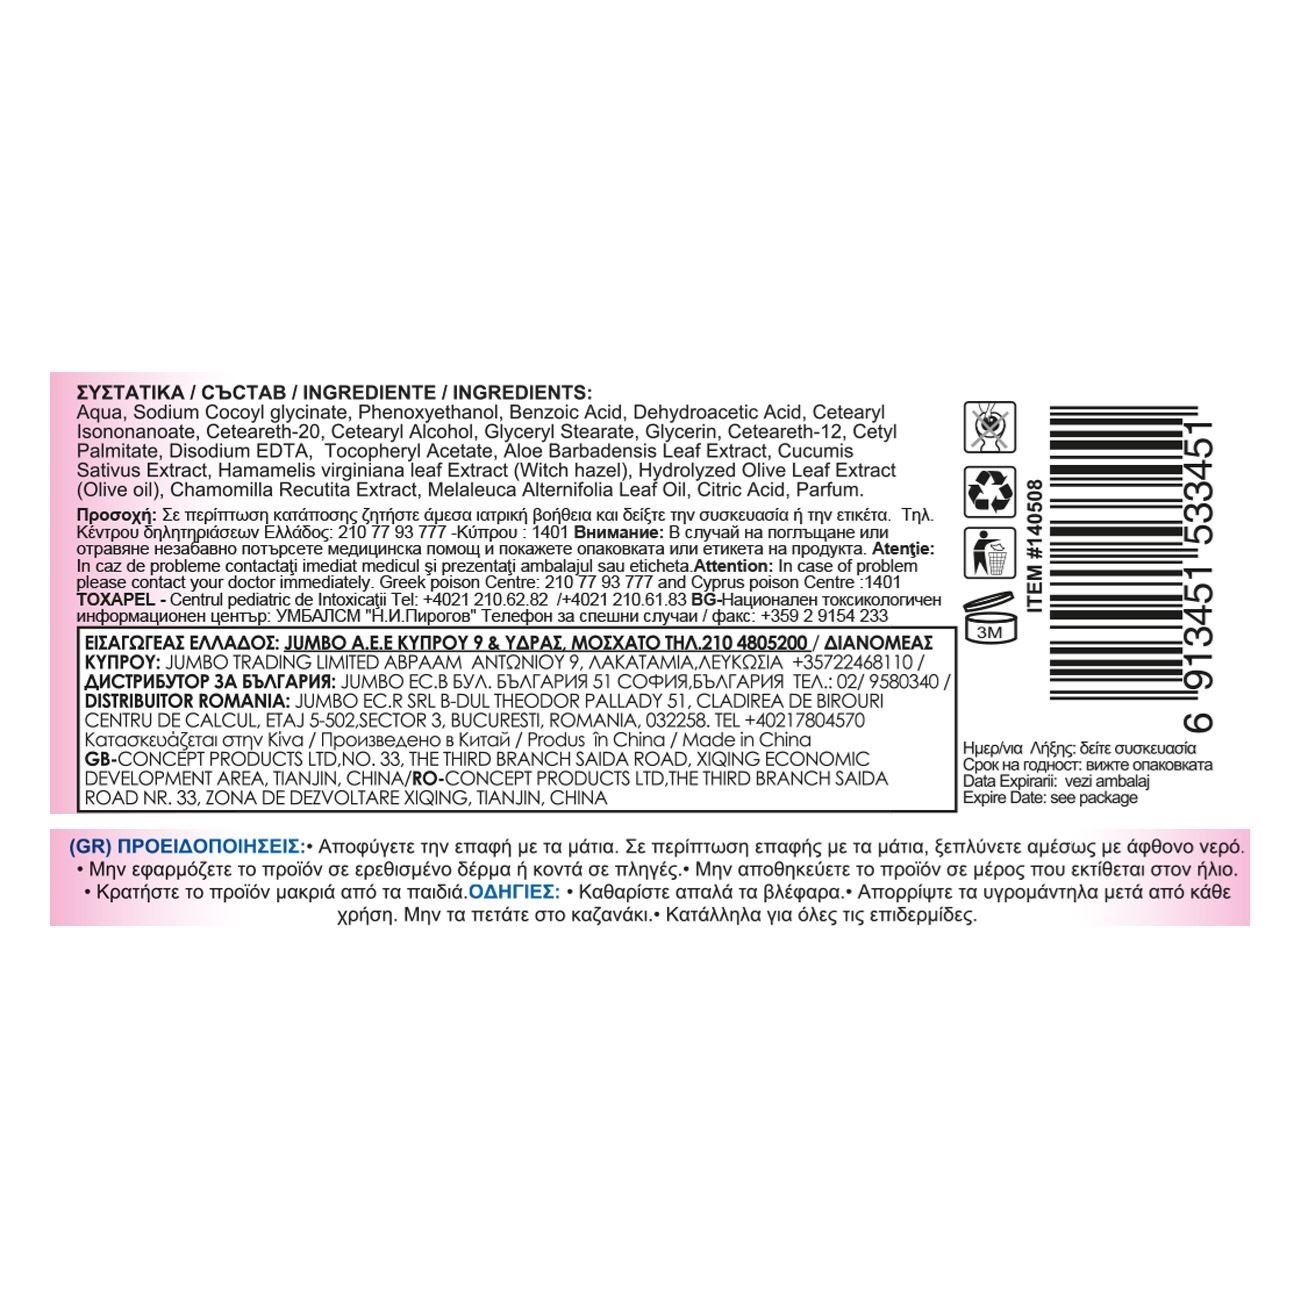 ΣΥΣΤΑΤΙΚΑ / СЪСТАВ / INGREDIENTE / INGREDIENTS:
Aqua, Sodium Cocoyl glycinate, Phenoxyethanol, Benzoic Acid, Dehydroacetic Acid, Cetearyl
Isononanoate, Ceteareth-20, Cetearyl Alcohol, Glyceryl Stearate, Glycerin, Ceteareth-12, Cetyl
Palmitate, Disodium EDTA, Tocopheryl Acetate, Aloe Barbadensis Leaf Extract, Cucumis
Sativus Extract, Hamamelis virginiana leaf Extract (Witch hazel), Hydrolyzed Olive Leaf Extract
(Olive oil), Chamomilla Recutita Extract, Melaleuca Alternifolia Leaf Oil, Citric Acid, Parfum.
Προσοχή: Σε περίπτωση κατάποσης ζητήστε άμεσα ιατρική βοήθεια και δείξτε την συσκευασία ή την ετικέτα. Τηλ.
Κέντρου δηλητηριάσεων Ελλάδος: 210 77 93 777 -Κύπρου : 1401 Внимание: В случай на поглъщане или
отравяне незабавно потърсете медицинска помощ и покажете опаковката или етикета на продукта. Atenţie:
In caz de probleme contactaţi imediat medicul şi prezentaţi ambalajul sau eticheta.Attention: In case of problem
please contact your doctor immediately. Greek poison Centre: 210 77 93 777 and Cyprus poison Centre :1401
TOXAPEL - Centrul pediatric de Intoxicaţii Tel: +4021 210.62.82 /+4021 210.61.83 BG-Национален токсикологичен
информационен център: УМБАЛСМ "Н.И.Пирогов" Телефон за спешни случаи / факс: +359 2 9154 233
ΕΙΣΑΓΩΓΕΑΣ ΕΛΛΑΔΟΣ: JUMBO A.E.E ΚΥΠΡΟΥ 9 & ΥΔΡΑΣ, ΜΟΣΧΑΤΟ ΤΗΛ.210 4805200 / ΔΙΑΝΟΜΕΑΣ
ΚΥΠΡΟΥ: JUMBO TRADING LIMITED ΑΒΡΑΑΜ ΑΝΤΩΝΙΟΥ 9, ΛΑΚΑΤΑΜΙΑ,ΛΕΥΚΩΣΙΑ +35722468110 /
ДИСТРИБУТОР ЗА БЪЛГАРИЯ: JUMBO EC.B БУЛ. БЪЛГАРИЯ 51 СОФИЯ,БЪЛГАРИЯ ТЕЛ.: 02/ 9580340 /
DISTRIBUITOR ROMANIA: JUMBO EC.R SRL B-DUL THEODOR PALLADY 51, CLADIREA DE BIROURI
CENTRU DE CALCUL, ETAJ 5-502,SECTOR 3, BUCURESTI, ROMANIA, 032258. TEL +40217804570
Κατασκευάζεται στην Κίνα / Произведено в Китай / Produs în China / Made in China
GB-CONCEPT PRODUCTS LTD,NO. 33, THE THIRD BRANCH SAIDA ROAD, XIQING ECONOMIC
DEVELOPMENT AREA, TIANJIN, CHINA/RO-CONCEPT PRODUCTS LTD,THE THIRD BRANCH SAIDA
ROAD NR. 33, ZONA DE DEZVOLTARE XIQING, TIANJIN, CHINA
3M
ITEM #140508
6 913451 533451
Ημερ/νια Λήξης: δείτε συσκευασία
Срок на годност: вижте опаковката
Data Expirarii: vezi ambalaj
Expire Date: see package
(GR) ΠΡΟΕΙΔΟΠΟΙΗΣΕΙΣ:• Αποφύγετε την επαφή με τα μάτια. Σε περίπτωση επαφής με τα μάτια, ξεπλύνετε αμέσως με άφθονο νερό.
• Μην εφαρμόζετε το προϊόν σε ερεθισμένο δέρμα ή κοντά σε πληγές.• Μην αποθηκεύετε το προϊόν σε μέρος που εκτίθεται στον ήλιο.
• Κρατήστε το προϊόν μακριά από τα παιδιά.ΟΔΗΓΙΕΣ: • Καθαρίστε απαλά τα βλέφαρα.• Απορρίψτε τα υγρομάντηλα μετά από κάθε
χρήση. Μην τα πετάτε στο καζανάκι.• Κατάλληλα για όλες τις επιδερμίδες.